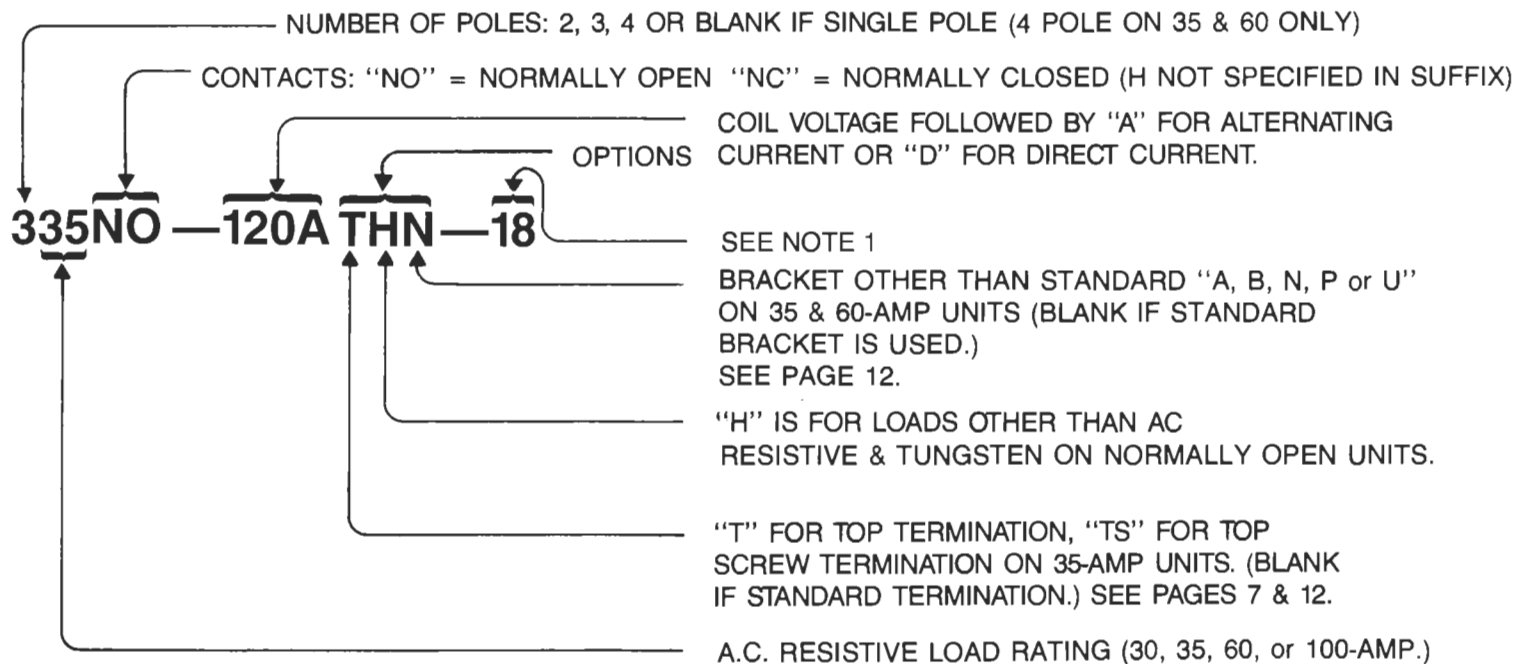 NUMBER OF POLES: 2, 3, 4 OR BLANK IF SINGLE POLE (4 POLE ON 35 & 60 ONLY)
CONTACTS: "NO" = NORMALLY OPEN "NC" = NORMALLY CLOSED (H NOT SPECIFIED IN SUFFIX)
COIL VOLTAGE FOLLOWED BY "A" FOR ALTERNATING
CURRENT OR "D" FOR DIRECT CURRENT.
OPTIONS
335NO—120ATHN—18
SEE NOTE 1
BRACKET OTHER THAN STANDARD "A, B, N, P or U"
ON 35 & 60-AMP UNITS (BLANK IF STANDARD
BRACKET IS USED.)
SEE PAGE 12.
"H" IS FOR LOADS OTHER THAN AC
RESISTIVE & TUNGSTEN ON NORMALLY OPEN UNITS.
"T" FOR TOP TERMINATION, "TS" FOR TOP
SCREW TERMINATION ON 35-AMP UNITS. (BLANK
IF STANDARD TERMINATION.) SEE PAGES 7 & 12.
A.C. RESISTIVE LOAD RATING (30, 35, 60, or 100-AMP.)